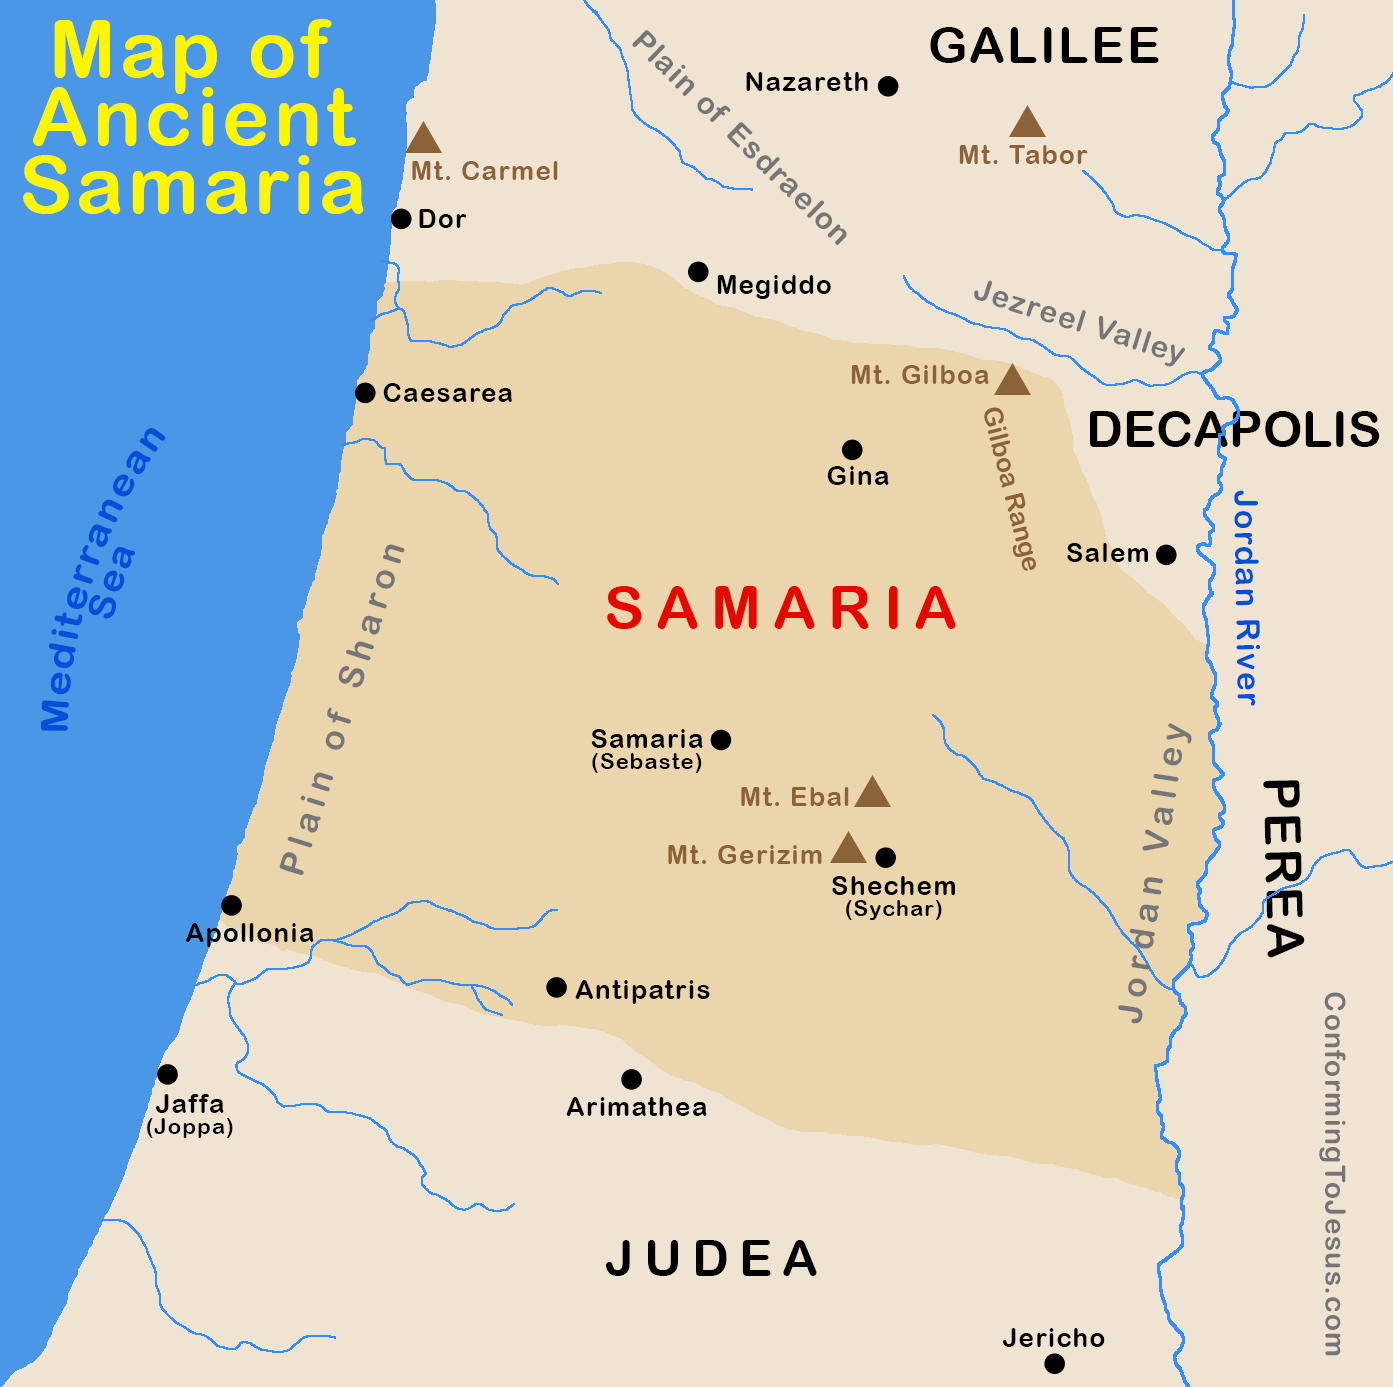 Map of
Ancient
Samaria
GALILEE
Nazareth
Plain of Esdraelon
Mt. Carmel
Mt. Tabor
Dor
Megiddo
Jezreel Valley
Mt. Gilboa
Caesarea
DECAPOLIS
Gilboa Range
Gina
Mediterranean
Sea
Jordan River
Salem
Plain of Sharon
SAMARIA
Samaria
(Sebaste)
Jordan Valley
Mt. Ebal
PEREA
Mt. Gerizim
Shechem
(Sychar)
Apollonia
Antipatris
ConformingToJesus.com
Jaffa
(Joppa)
Arimathea
JUDEA
Jericho